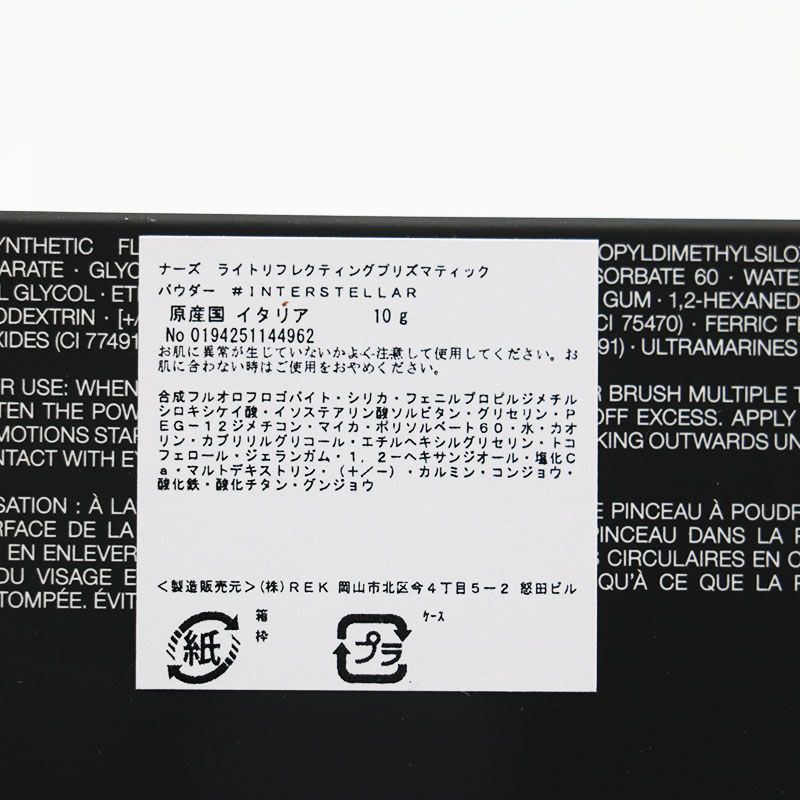 YNTHETIC FL
ARATE · GLYC
L GLYCOL · ET
ODEXTRIN · [+/
XIDES (CI 77491
R USE: WHEN
TEN THE POW
MOTIONS STAR
NTACT WITH EY
SATION : À LA
RFACE DE LA
EN ENLEVER
DU VISAGE E
TOMPÉE. ÉVIT
ナーズ ライトリフレクティングプリズマティック
パウダー #INTERSTELLAR
原産国 イタリア 10g
No 0194251144962
お肌に異常が生じていないかよく注意して使用してください。お
肌に合わない時はご使用をおやめください。
合成フルオロフロゴパイト・シリカ・フェニルプロピルジメチル
シロキシケイ酸・イソステアリン酸ソルビタン・グリセリン・P
EG-12ジメチコン・マイカ・ポリソルベート60・水・カオ
リン・カプリリルグリコール・エチルヘキシルグリセリン・トコ
フェロール・ジェランガム・1,2-ヘキサンジオール・塩化C
a・マルトデキストリン・(+/-)・カルミン・コンジョウ・
酸化鉄・酸化チタン・グンジョウ
<製造販売元>(株)REK 岡山市北区今4丁目5-2 怒田ビル
紙
箱
枠
プラ
ケース
OPYLDIMETHYLSILOX
SORBATE 60 · WATE
GUM · 1,2-HEXANED
(CI 75470) · FERRIC F
91) · ULTRAMARINES
R BRUSH MULTIPLE T
OFF EXCESS. APPLY
KING OUTWARDS UN
E PINCEAU À POUDR
PINCEAU DANS LA P
S CIRCULAIRES EN C
QU'À CE QUE LA P